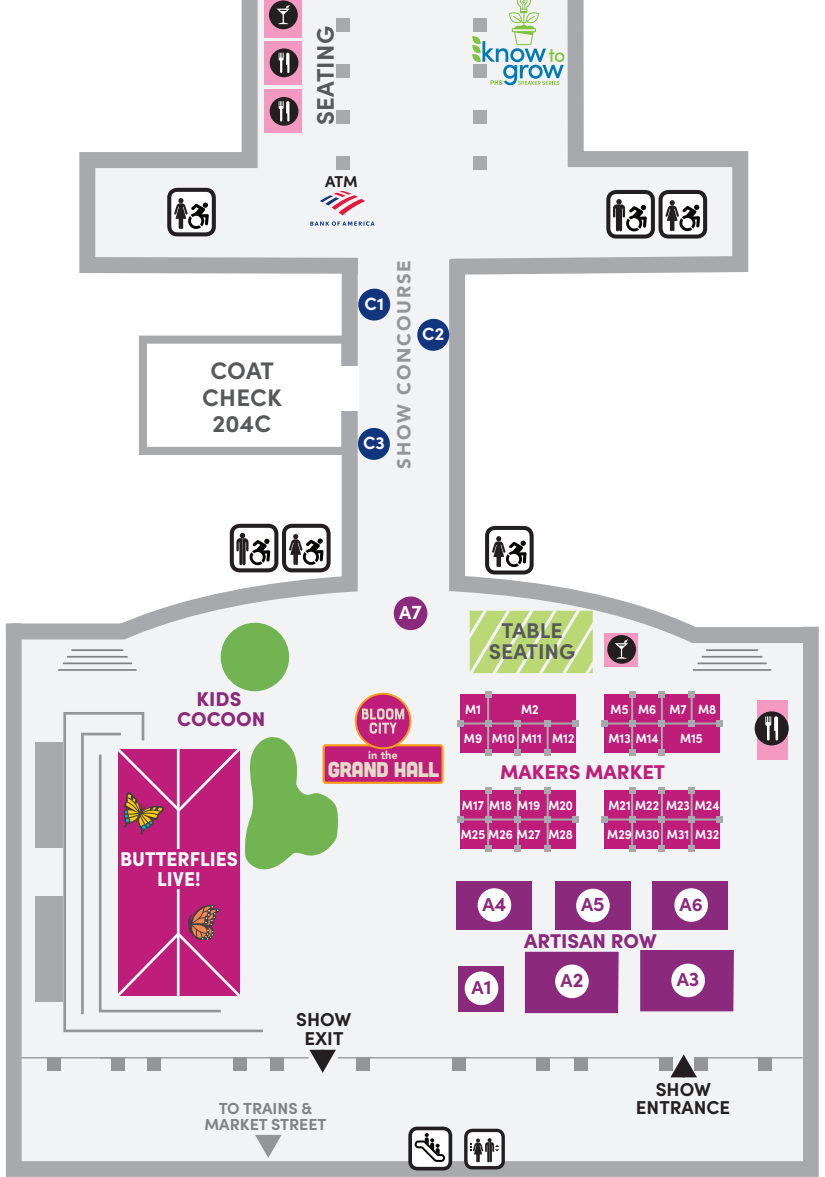 SEATING
know to
grow
PHS SPEAKER SERIES
ATM
BANK OF AMERICA
SHOW CONCOURSE
C1
C2
COAT
CHECK
204C
C3
A7
TABLE
SEATING
KIDS
COCOON
BLOOM
CITY
in the
GRAND HALL
M1 M2 M5 M6 M7 M8
M9 M10 M11 M12 M13 M14 M15
MAKERS MARKET
M17 M18 M19 M20 M21 M22 M23 M24
M25 M26 M27 M28 M29 M30 M31 M32
BUTTERFLIES
LIVE!
A4 A5 A6
ARTISAN ROW
A1 A2 A3
SHOW
EXIT
SHOW
ENTRANCE
TO TRAINS &
MARKET STREET